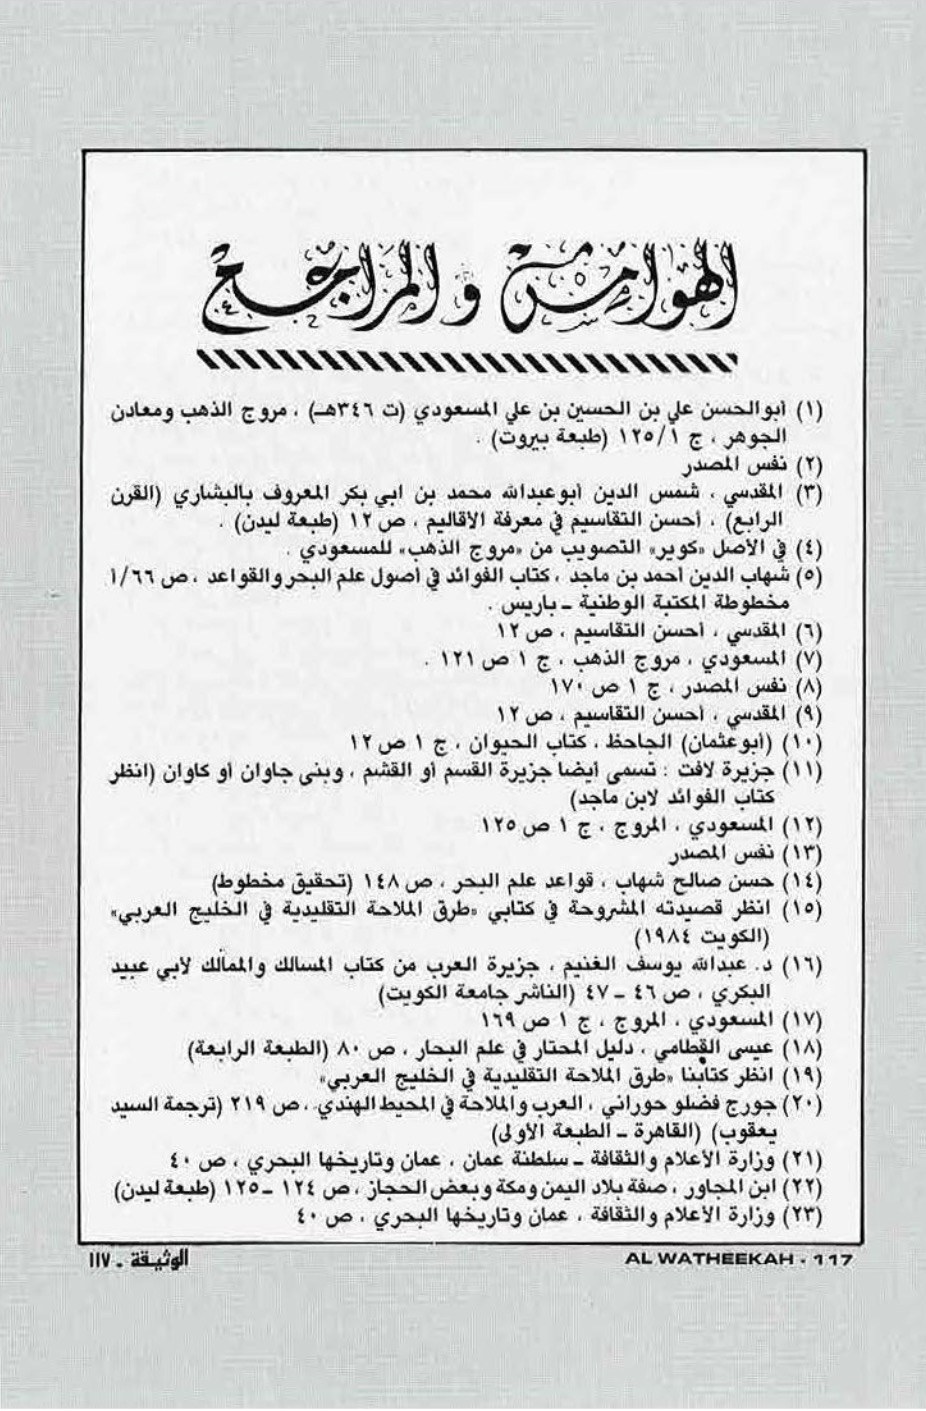 الهوامش والمراجع
(١) أبوالحسن علي بن الحسين بن علي المسعودي (ت ٣٤٦هـ) ، مروج الذهب ومعادن
الجوهر ، ج ١/١٢٥ (طبعة بيروت) .
(٢) نفس المصدر
(٣) المقدسي ، شمس الدين أبوعبدالله محمد بن ابي بكر المعروف بالبشاري (القرن
الرابع) ، أحسن التقاسيم في معرفة الأقاليم ، ص ١٢ (طبعة ليدن) .
(٤) في الأصل «كوير» التصويب من «مروج الذهب» للمسعودي .
(٥) شهاب الدين أحمد بن ماجد ، كتاب الفوائد في أصول علم البحر والقواعد ، ص ١/٦٦
مخطوطة المكتبة الوطنية ـ باريس .
(٦) المقدسي ، أحسن التقاسيم ، ص ١٢
(٧) المسعودي ، مروج الذهب ، ج ١ ص ١٢١ .
(٨) نفس المصدر ، ج ١ ص ١٧٠
(٩) المقدسي ، أحسن التقاسيم ، ص ١٢
(١٠) (أبوعثمان) الجاحظ ، كتاب الحيوان ، ج ١ ص ١٢
(١١) جزيرة لافت : تسمى أيضا جزيرة القسم أو القشم ، وبنى جاوان أو كاوان (انظر
كتاب الفوائد لابن ماجد)
(١٢) المسعودي ، المروج ، ج ١ ص ١٢٥
(١٣) نفس المصدر
(١٤) حسن صالح شهاب ، قواعد علم البحر ، ص ١٤٨ (تحقيق مخطوط)
(١٥) انظر قصيدته المشروحة في كتابي «طرق الملاحة التقليدية في الخليج العربي»
(الكويت ١٩٨٤)
(١٦) د. عبدالله يوسف الغنيم ، جزيرة العرب من كتاب المسالك والممالك لأبي عبيد
البكري ، ص ٤٦ ـ ٤٧ (الناشر جامعة الكويت)
(١٧) المسعودي ، المروج ، ج ١ ص ١٦٩
(١٨) عيسى القطامي ، دليل المحتار في علم البحار ، ص ٨٠ (الطبعة الرابعة)
(١٩) انظر كتابنا «طرق الملاحة التقليدية في الخليج العربي»
(٢٠) جورج فضلو حوراني ، العرب والملاحة في المحيط الهندي ، ص ٢١٩ (ترجمة السيد
يعقوب) (القاهرة ـ الطبعة الأولى)
(٢١) وزارة الأعلام والثقافة ـ سلطنة عمان ، عمان وتاريخها البحري ، ص ٤٠
(٢٢) ابن المجاور ، صفة بلاد اليمن ومكة وبعض الحجاز ، ص ١٢٤ ـ ١٢٥ (طبعة ليدن)
(٢٣) وزارة الأعلام والثقافة ، عمان وتاريخها البحري ، ص ٤٠
الوثيقة ـ ١١٧
AL WATHEEKAH - 117